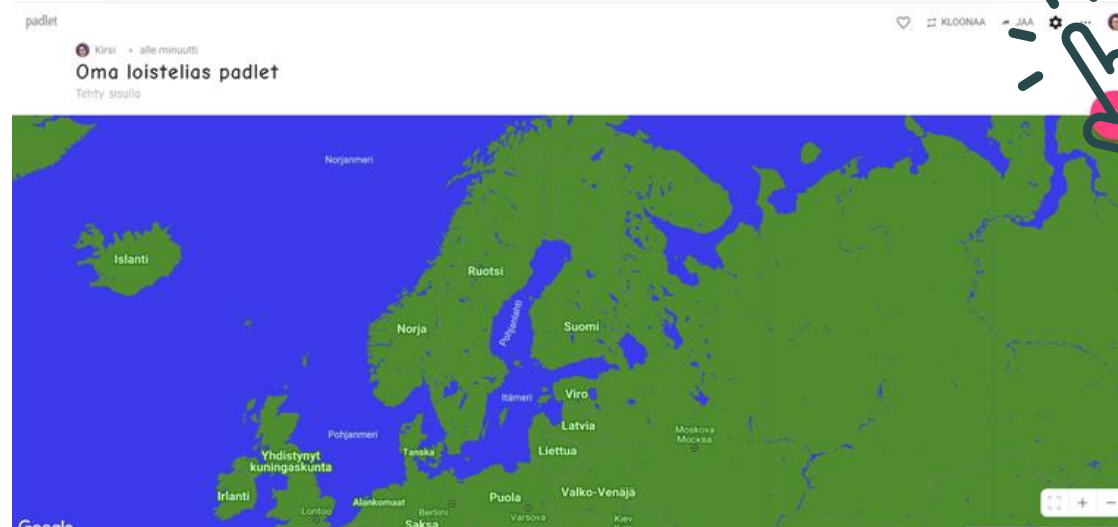 padlet
KLOONAA JAA
Kirsi • alle minuutti
Oma loistelias padlet
Tehty sisulla
Norjanmeri
Islanti
Ruotsi
Norja
Pohjanlahti
Suomi
Itämeri
Viro
Latvia
Liettua
Moskova
Москва
Pohjanmeri
Tanska
Yhdistynyt
kuningaskunta
Irlanti
Alankomaat
Lontoo
Berliini
Saksa
Puola
Varsova
Valko-Venäjä
Kiev
Google